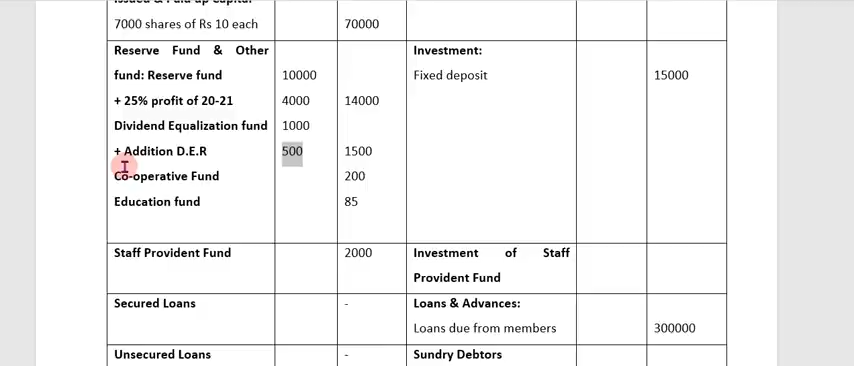 7000 shares of Rs 10 each 70000
Reserve Fund & Other Investment:
fund: Reserve fund 10000 Fixed deposit 15000
+ 25% profit of 20-21 4000 14000
Dividend Equalization fund 1000
+ Addition D.E.R 500 1500
Co-operative Fund 200
Education fund 85
Staff Provident Fund 2000 Investment of Staff
Provident Fund
Secured Loans - Loans & Advances:
Loans due from members 300000
Unsecured Loans - Sundry Debtors